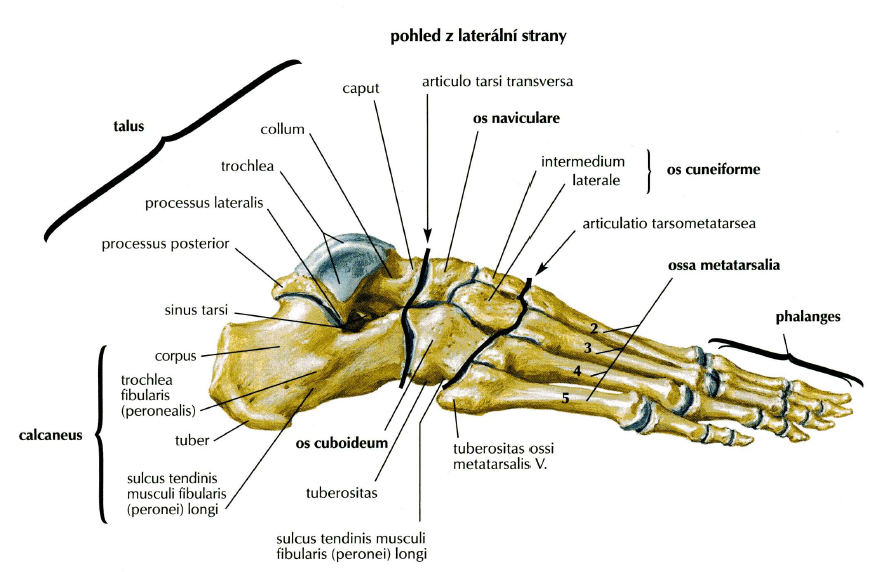 pohled z laterální strany
articulo tarsi transversa
caput
os naviculare
talus
collum
intermedium
laterale
os cuneiforme
trochlea
processus lateralis
articulatio tarsometatarsea
processus posterior
ossa metatarsalia
sinus tarsi
phalanges
2
3
4
5
corpus
trochlea
fibularis
(peronealis)
calcaneus
tuber
os cuboideum
tuberositas ossi
metatarsalis V.
sulcus tendinis
musculi fibularis
(peronei) longi
tuberositas
sulcus tendinis musculi
fibularis (peronei) longi